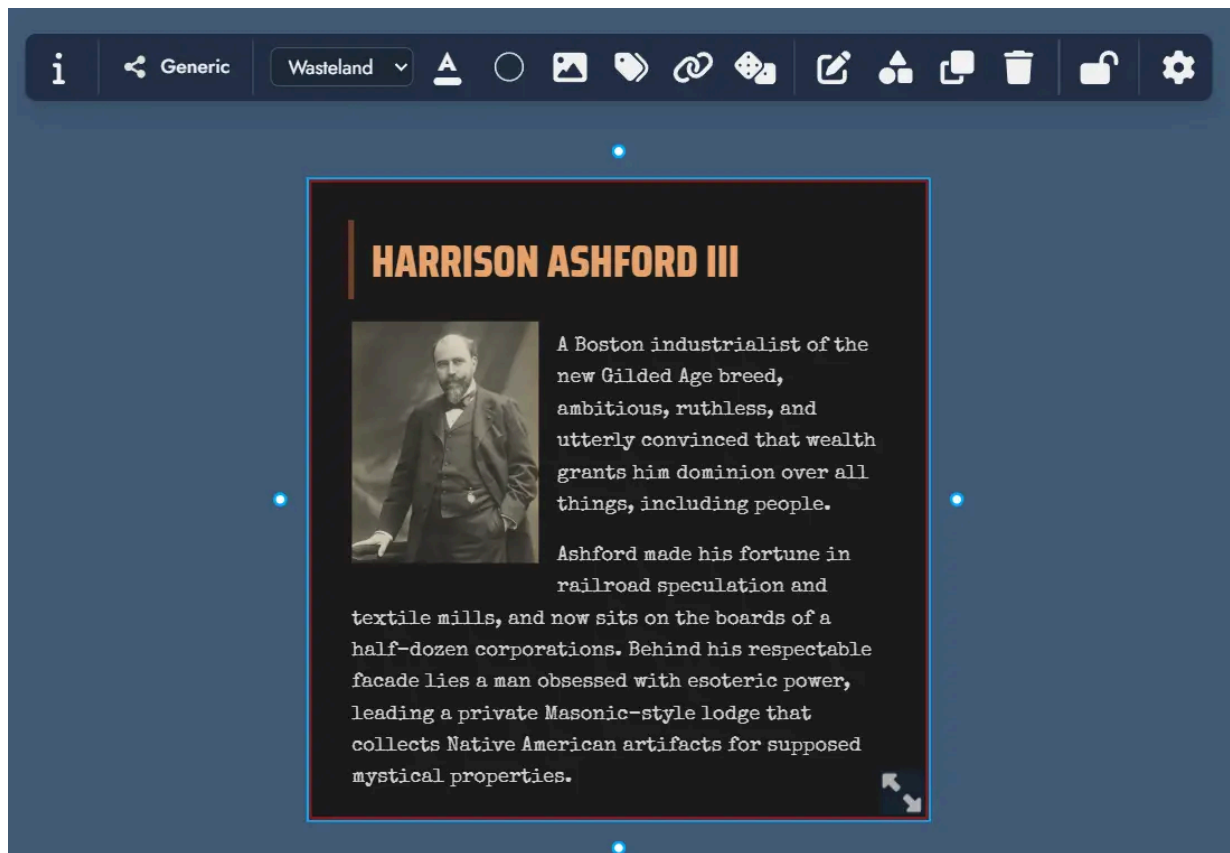 Generic
Wasteland
HARRISON ASHFORD III
A Boston industrialist of the
new Gilded Age breed,
ambitious, ruthless, and
utterly convinced that wealth
grants him dominion over all
things, including people.
Ashford made his fortune in
railroad speculation and
textile mills, and now sits on the boards of a
half-dozen corporations. Behind his respectable
facade lies a man obsessed with esoteric power,
leading a private Masonic-style lodge that
collects Native American artifacts for supposed
mystical properties.